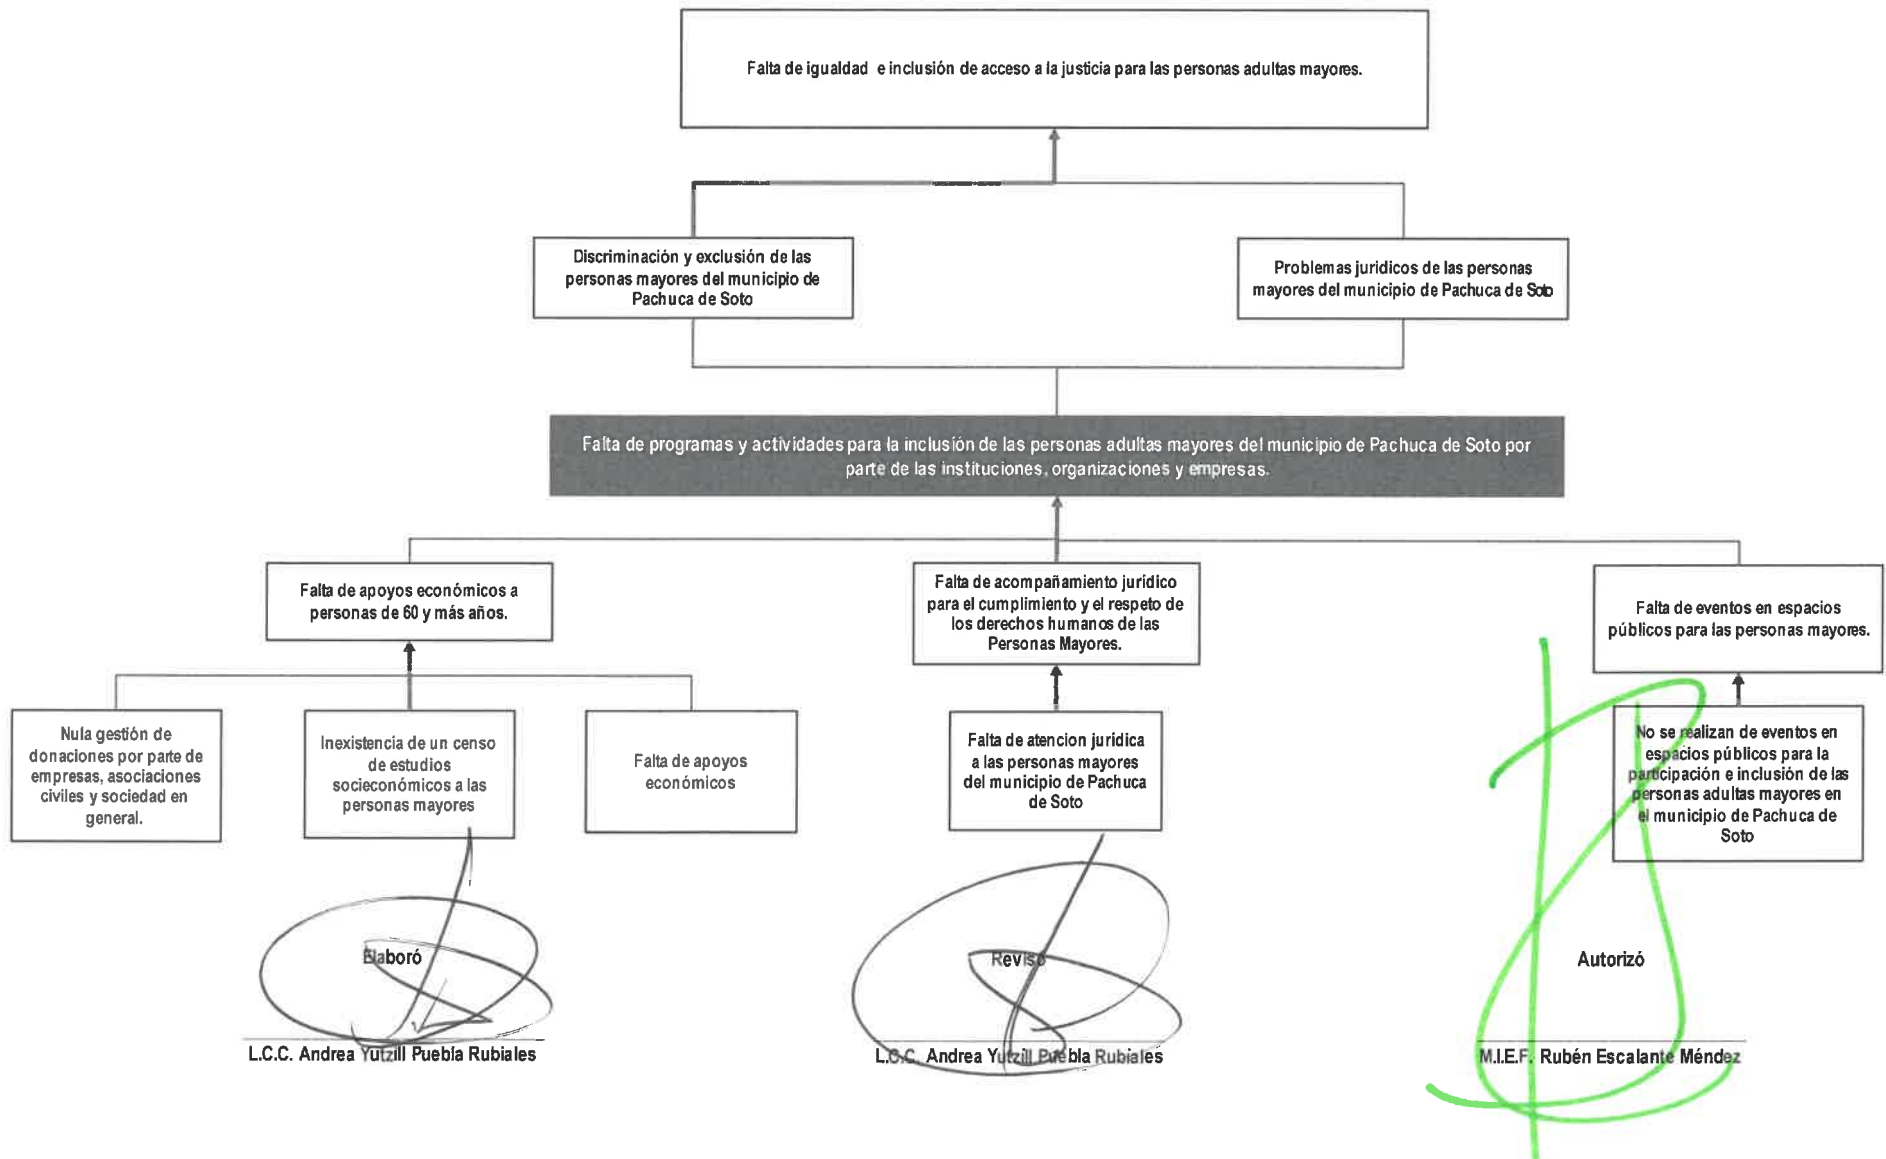 Falta de igualdad e inclusión de acceso a la justicia para las personas adultas mayores.
Discriminación y exclusión de las
personas mayores del municipio de
Pachuca de Soto
Problemas juridicos de las personas
mayores del municipio de Pachuca de Soto
Falta de programas y actividades para la inclusión de las personas adultas mayores del municipio de Pachuca de Soto por
parte de las instituciones, organizaciones y empresas.
Falta de apoyos económicos a
personas de 60 y más años.
Falta de acompañamiento jurídico
para el cumplimiento y el respeto de
los derechos humanos de las
Personas Mayores.
Falta de eventos en espacios
públicos para las personas mayores.
Nula gestión de
donaciones por parte de
empresas, asociaciones
civiles y sociedad en
general.
Inexistencia de un censo
de estudios
socieconómicos a las
personas mayores
Falta de apoyos
económicos
Falta de atencion juridica
a las personas mayores
del municipio de Pachuca
de Soto
No se realizan de eventos en
espacios públicos para la
participación e inclusión de las
personas adultas mayores en
el municipio de Pachuca de
Soto
Elaboró
Revisó
Autorizó
L.C.C. Andrea Yutzill Puebla Rubiales
L.C.C. Andrea Yutzill Puebla Rubiales
M.I.E.F. Rubén Escalante Méndez